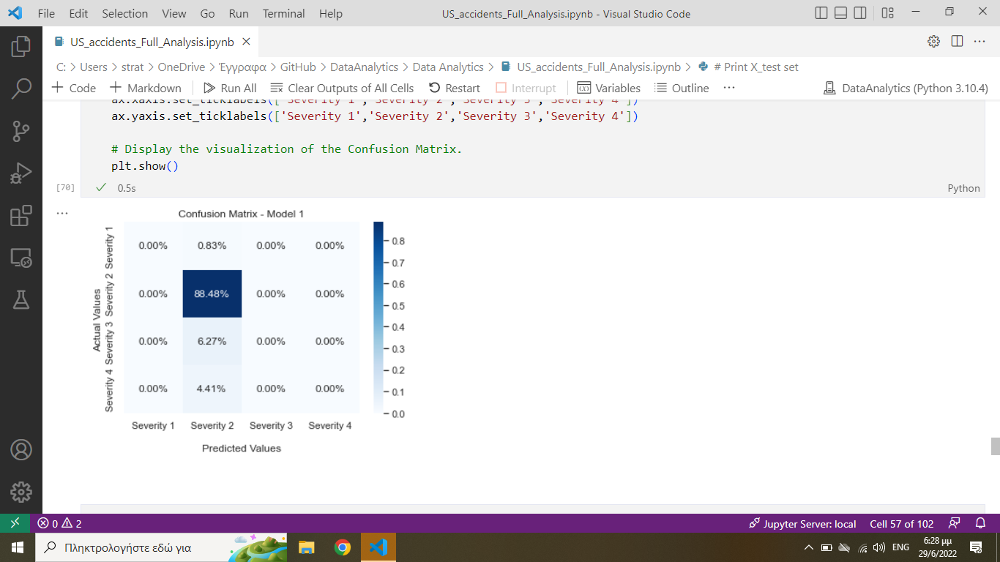 File Edit Selection View Go Run Terminal Help US_accidents_Full_Analysis.ipynb - Visual Studio Code
US_accidents_Full_Analysis.ipynb
C: > Users > strat > OneDrive > Έγγραφα > GitHub > DataAnalytics > Data Analytics > US_accidents_Full_Analysis.ipynb > # Print X_test set
+ Code + Markdown Run All Clear Outputs of All Cells Restart Interrupt Variables Outline ... DataAnalytics (Python 3.10.4)
ax.xaxis.set_ticklabels(['Severity 1','Severity 2','Severity 3','Severity 4'])
ax.yaxis.set_ticklabels(['Severity 1','Severity 2','Severity 3','Severity 4'])
# Display the visualization of the Confusion Matrix.
plt.show()
[70] 0.5s Python
...
Confusion Matrix - Model 1
Actual Values
Severity 1 0.00% 0.83% 0.00% 0.00%
Severity 2 0.00% 88.48% 0.00% 0.00%
Severity 3 0.00% 6.27% 0.00% 0.00%
Severity 4 0.00% 4.41% 0.00% 0.00%
Severity 1 Severity 2 Severity 3 Severity 4
Predicted Values
0.8
0.7
0.6
0.5
0.4
0.3
0.2
0.1
0.0
0 2 Jupyter Server: local Cell 57 of 102
Πληκτρολογήστε εδώ για ENG 6:28 μμ
29/6/2022